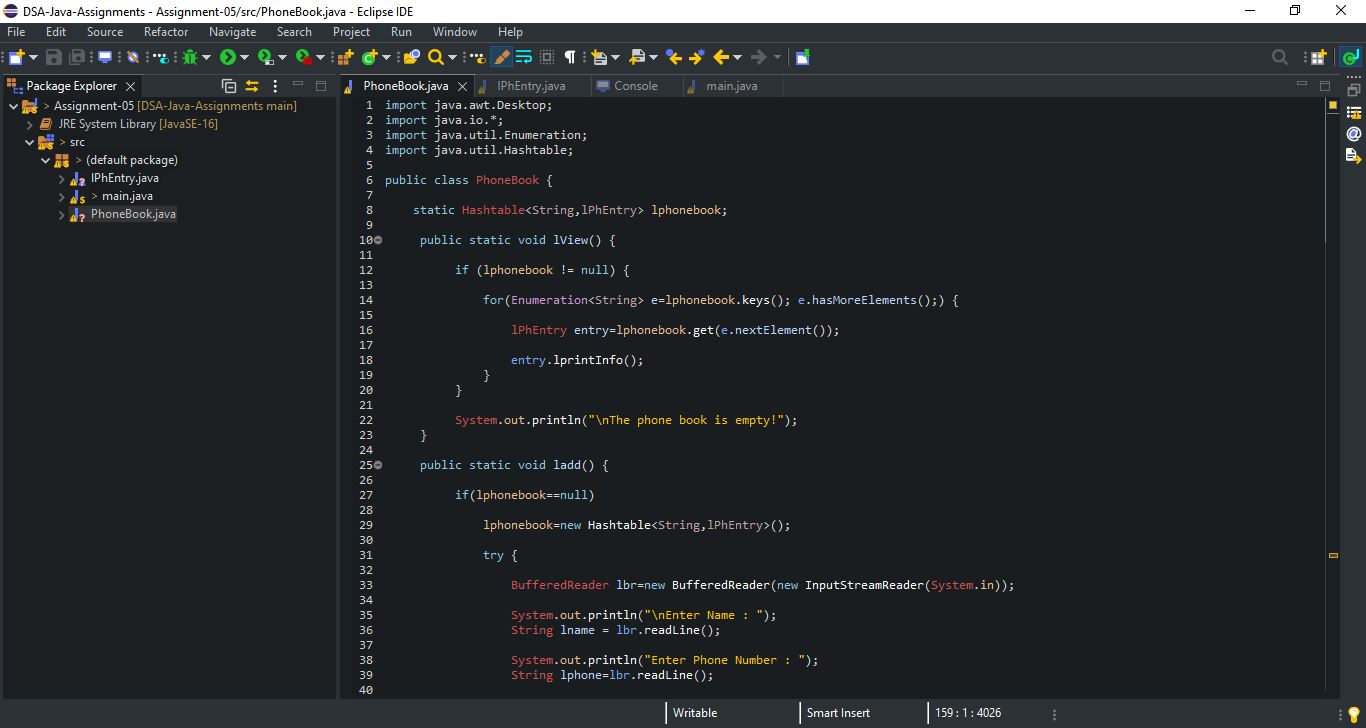 DSA-Java-Assignments - Assignment-05/src/PhoneBook.java - Eclipse IDE
File Edit Source Refactor Navigate Search Project Run Window Help
Package Explorer
Assignment-05 [DSA-Java-Assignments main]
JRE System Library [JavaSE-16]
> src
> (default package)
lPhEntry.java
> main.java
PhoneBook.java
PhoneBook.java lPhEntry.java Console main.java
1 import java.awt.Desktop;
2 import java.io.*;
3 import java.util.Enumeration;
4 import java.util.Hashtable;
5
6 public class PhoneBook {
7
8 static Hashtable<String,lPhEntry> lphonebook;
9
10 public static void lView() {
11
12 if (lphonebook != null) {
13
14 for(Enumeration<String> e=lphonebook.keys(); e.hasMoreElements();) {
15
16 lPhEntry entry=lphonebook.get(e.nextElement());
17
18 entry.lprintInfo();
19 }
20 }
21
22 System.out.println("\nThe phone book is empty!");
23 }
24
25 public static void ladd() {
26
27 if(lphonebook==null)
28
29 lphonebook=new Hashtable<String,lPhEntry>();
30
31 try {
32
33 BufferedReader lbr=new BufferedReader(new InputStreamReader(System.in));
34
35 System.out.println("\nEnter Name : ");
36 String lname = lbr.readLine();
37
38 System.out.println("Enter Phone Number : ");
39 String lphone=lbr.readLine();
40
Writable Smart Insert 159 : 1 : 4026